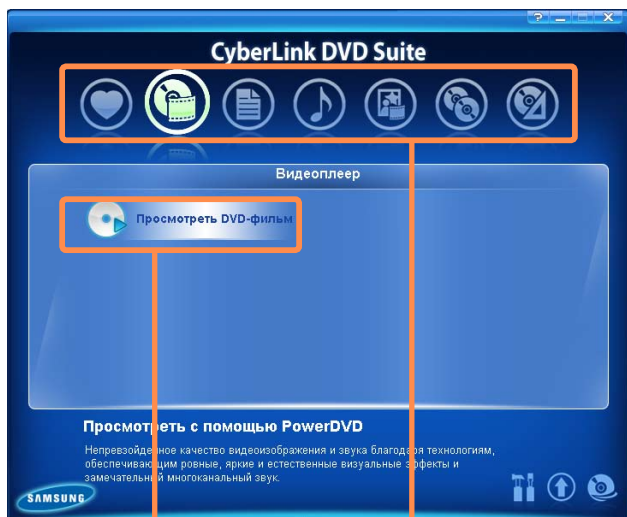 CyberLink DVD Suite
Видеоплеер
Просмотреть DVD-фильм
Просмотреть с помощью PowerDVD
Непревзойденное качество видеоизображения и звука благодаря технологиям,
обеспечивающим ровные, яркие и естественные визуальные эффекты и
замечательный многоканальный звук.
SAMSUNG